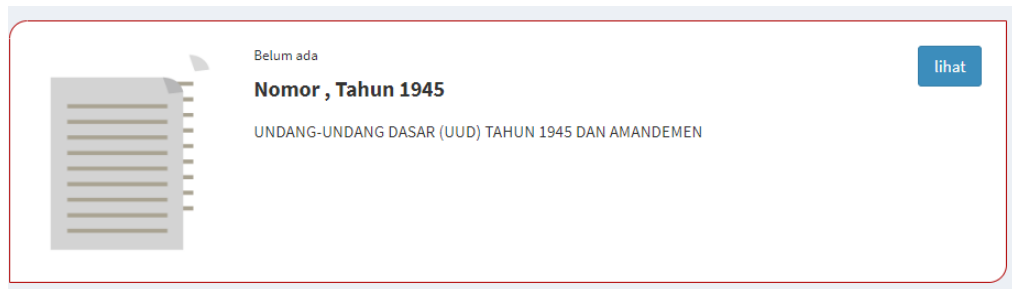 Belum ada
lihat
Nomor , Tahun 1945
UNDANG-UNDANG DASAR (UUD) TAHUN 1945 DAN AMANDEMEN